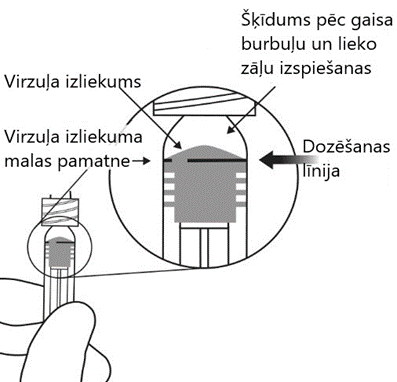 Šķīdums pēc gaisa
burbuļu un lieko
zāļu izspiešanas
Virzuļa izliekums
Virzuļa izliekuma
malas pamatne
Dozēšanas
līnija